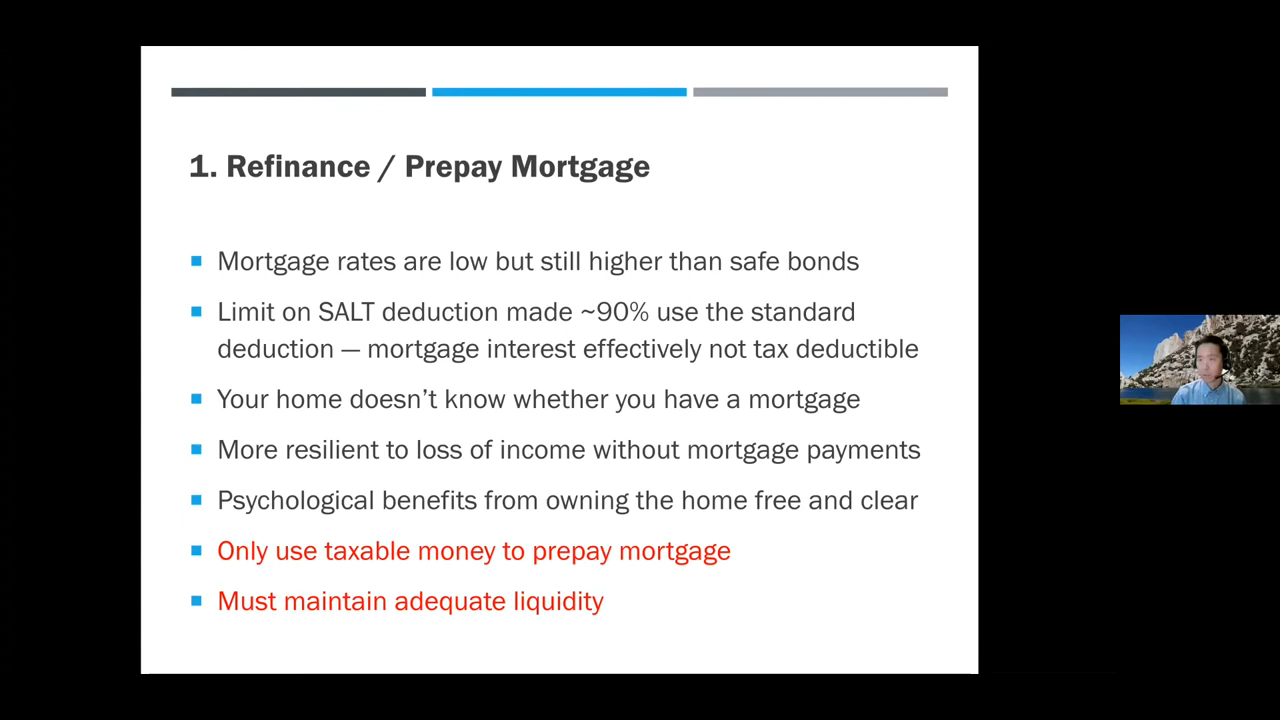 1. Refinance / Prepay Mortgage
Mortgage rates are low but still higher than safe bonds
Limit on SALT deduction made ~90% use the standard
deduction — mortgage interest effectively not tax deductible
Your home doesn’t know whether you have a mortgage
More resilient to loss of income without mortgage payments
Psychological benefits from owning the home free and clear
Only use taxable money to prepay mortgage
Must maintain adequate liquidity